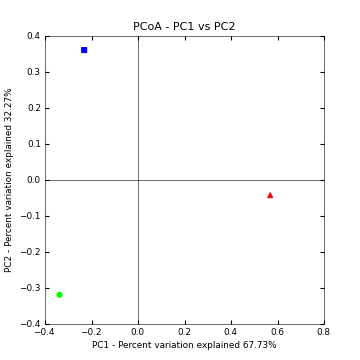 PCoA - PC1 vs PC2
0.4
0.3
0.2
0.1
0.0
−0.1
−0.2
−0.3
−0.4
PC2 - Percent variation explained 32.27%
−0.4 −0.2 0.0 0.2 0.4 0.6 0.8
PC1 - Percent variation explained 67.73%